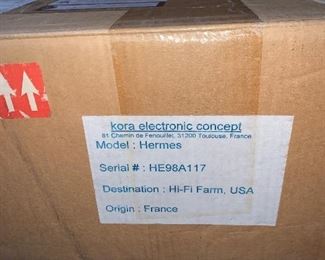 kora electronic concept
81 Chemin de Fenouillet, 31200 Toulouse, France
Model : Hermes
Serial # : HE98A117
Destination : Hi-Fi Farm, USA
Origin : France